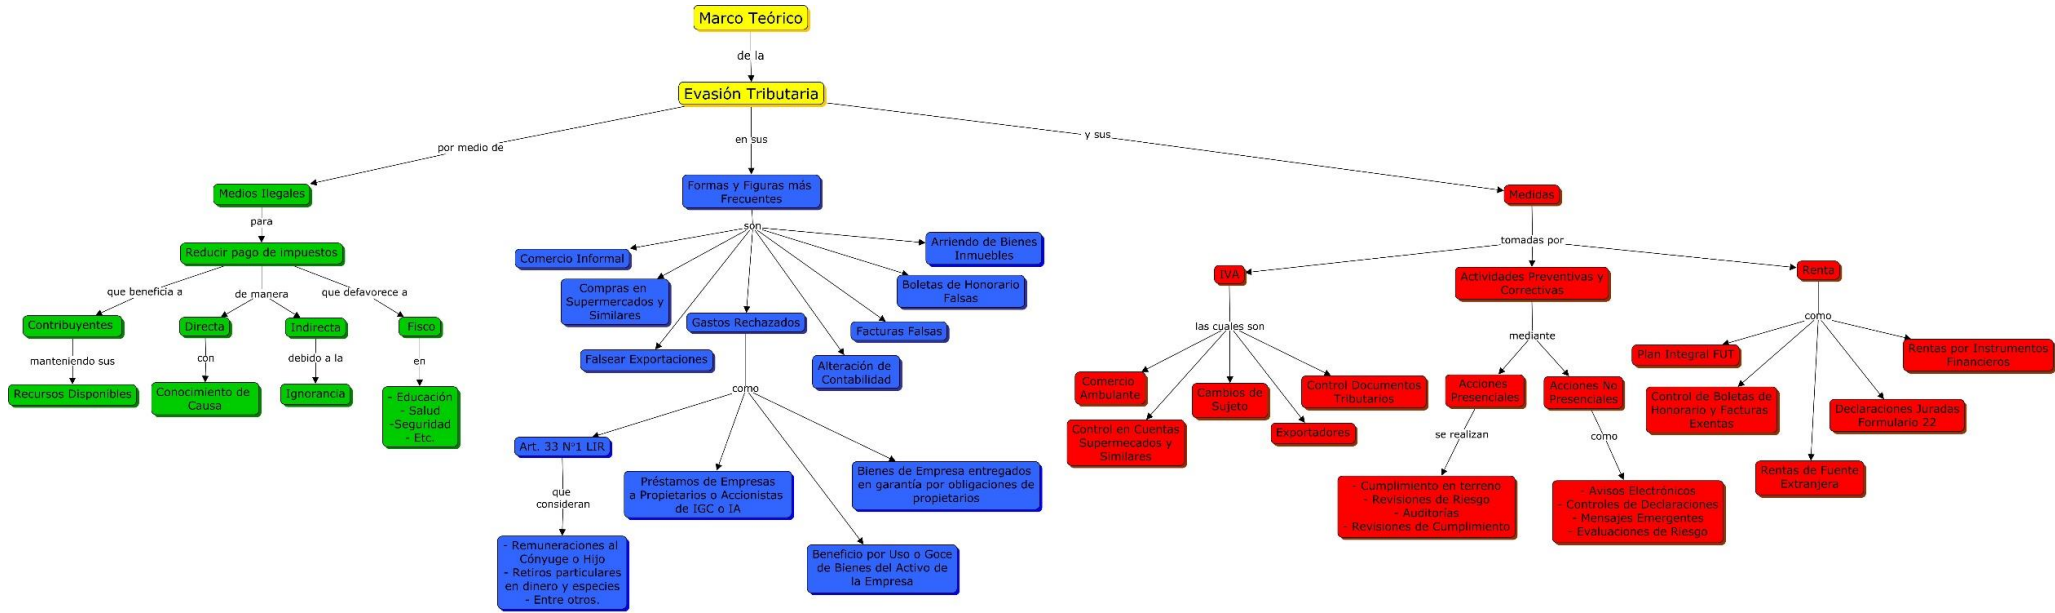 Marco Teórico
de la
Evasión Tributaria
por medio de
en sus
y sus
Medios Ilegales
para
Reducir pago de impuestos
que beneficia a
de manera
que defavorece a
Contribuyentes
Directa
Indirecta
Fisco
manteniendo sus
con
debido a la
en
Recursos Disponibles
Conocimiento de
Causa
Ignorancia
- Educación
- Salud
-Seguridad
- Etc.
Formas y Figuras más
Frecuentes
son
Comercio Informal
Compras en
Supermercados y
Similares
Falsear Exportaciones
Gastos Rechazados
Alteración de
Contabilidad
Facturas Falsas
Boletas de Honorario
Falsas
Arriendo de Bienes
Inmuebles
como
Art. 33 Nº1 LIR
que
consideran
- Remuneraciones al
Cónyuge o Hijo
- Retiros particulares
en dinero y especies
- Entre otros.
Préstamos de Empresas
a Propietarios o Accionistas
de IGC o IA
Beneficio por Uso o Goce
de Bienes del Activo de
la Empresa
Bienes de Empresa entregados
en garantía por obligaciones de
propietarios
Medidas
tomadas por
IVA
Actividades Preventivas y
Correctivas
Renta
las cuales son
Comercio
Ambulante
Control en Cuentas
Supermecados y
Similares
Cambios de
Sujeto
Exportadores
Control Documentos
Tributarios
mediante
Acciones
Presenciales
Acciones No
Presenciales
se realizan
como
- Cumplimiento en terreno
- Revisiones de Riesgo
- Auditorías
- Revisiones de Cumplimiento
- Avisos Electrónicos
- Controles de Declaraciones
- Mensajes Emergentes
- Evaluaciones de Riesgo
como
Plan Integral FUT
Control de Boletas de
Honorario y Facturas
Exentas
Rentas de Fuente
Extranjera
Declaraciones Juradas
Formulario 22
Rentas por Instrumentos
Financieros